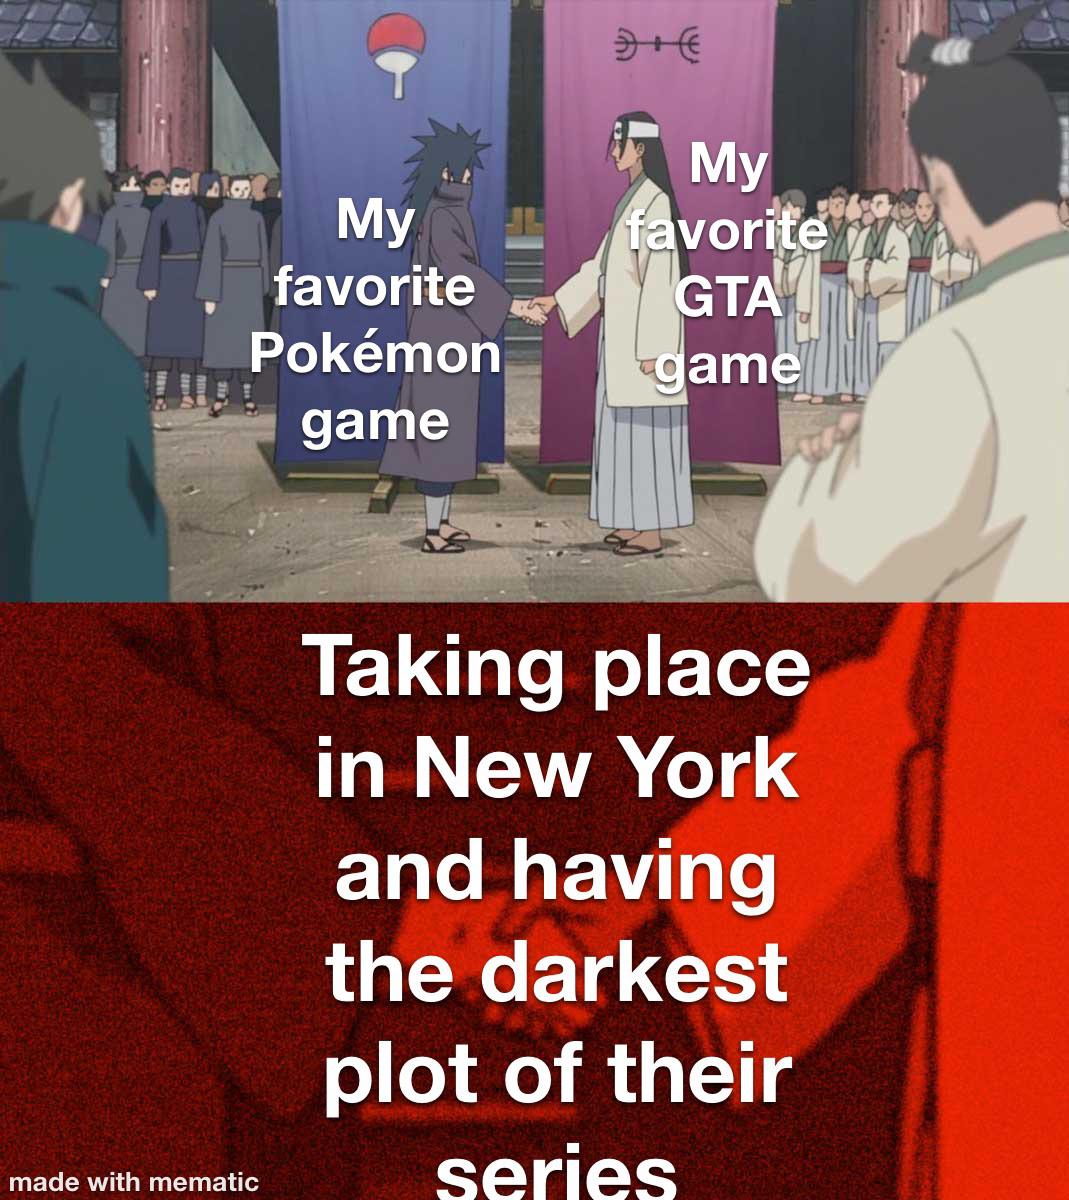 My
favorite
Pokémon
game
My
favorite
GTA
game
Taking place
in New York
and having
the darkest
plot of their
series
made with mematic